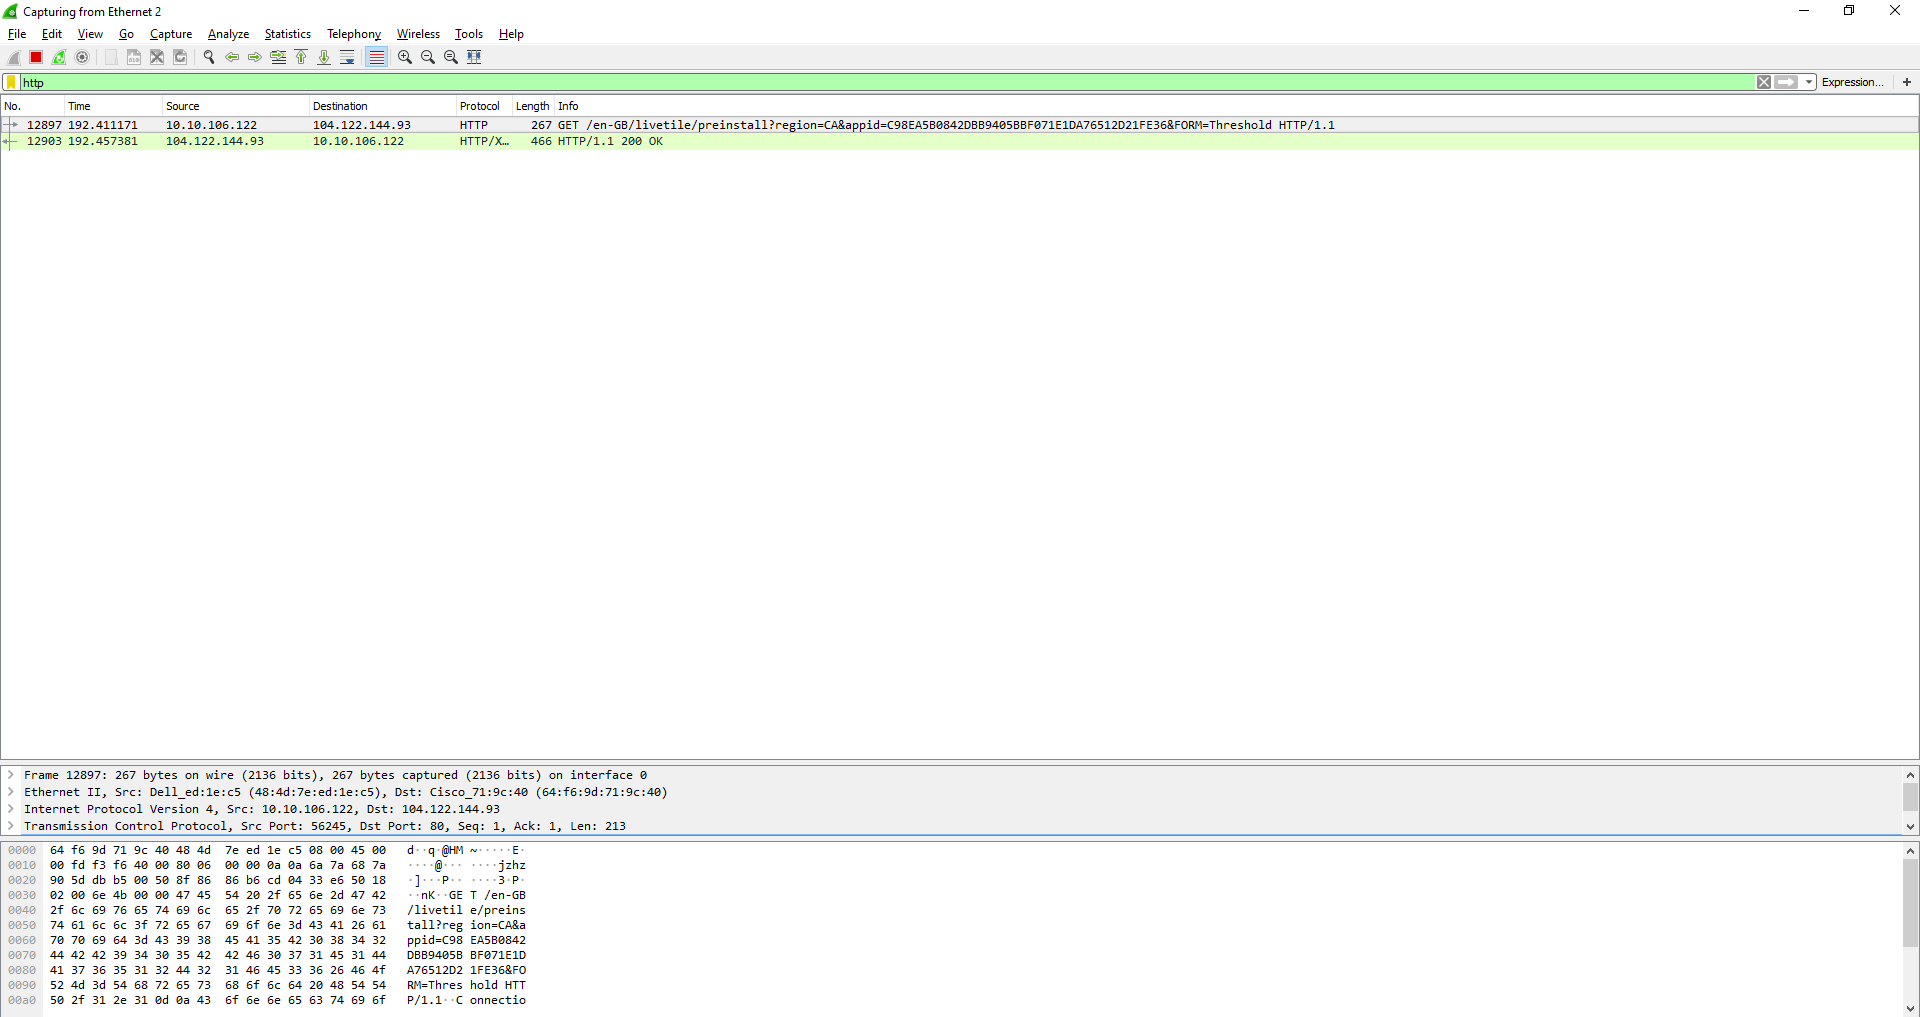 Capturing from Ethernet 2
File Edit View Go Capture Analyze Statistics Telephony Wireless Tools Help
http Expression... +
No. Time Source Destination Protocol Length Info
12897 192.411171 10.10.106.122 104.122.144.93 HTTP 267 GET /en-GB/livetile/preinstall?region=CA&appid=C98EA5B0842DBB9405BBF071E1DA76512D21FE36&FORM=Threshold HTTP/1.1
12903 192.457381 104.122.144.93 10.10.106.122 HTTP/X... 466 HTTP/1.1 200 OK
Frame 12897: 267 bytes on wire (2136 bits), 267 bytes captured (2136 bits) on interface 0
Ethernet II, Src: Dell_ed:1e:c5 (48:4d:7e:ed:1e:c5), Dst: Cisco_71:9c:40 (64:f6:9d:71:9c:40)
Internet Protocol Version 4, Src: 10.10.106.122, Dst: 104.122.144.93
Transmission Control Protocol, Src Port: 56245, Dst Port: 80, Seq: 1, Ack: 1, Len: 213
0000 64 f6 9d 71 9c 40 48 4d 7e ed 1e c5 08 00 45 00 d··q·@HM ~·····E·
0010 00 fd f3 f6 40 00 80 06 00 00 0a 0a 6a 7a 68 7a ····@··· ····jzhz
0020 90 5d db b5 00 50 8f 86 86 b6 cd 04 33 e6 50 18 ·]···P·· ····3·P·
0030 02 00 6e 4b 00 00 47 45 54 20 2f 65 6e 2d 47 42 ··nK··GE T /en-GB
0040 2f 6c 69 76 65 74 69 6c 65 2f 70 72 65 69 6e 73 /livetil e/preins
0050 74 61 6c 6c 3f 72 65 67 69 6f 6e 3d 43 41 26 61 tall?reg ion=CA&a
0060 70 70 69 64 3d 43 39 38 45 41 35 42 30 38 34 32 ppid=C98 EA5B0842
0070 44 42 42 39 34 30 35 42 42 46 30 37 31 45 31 44 DBB9405B BF071E1D
0080 41 37 36 35 31 32 44 32 31 46 45 33 36 26 46 4f A76512D2 1FE36&FO
0090 52 4d 3d 54 68 72 65 73 68 6f 6c 64 20 48 54 54 RM=Thres hold HTT
00a0 50 2f 31 2e 31 0d 0a 43 6f 6e 6e 65 63 74 69 6f P/1.1··C onnectio